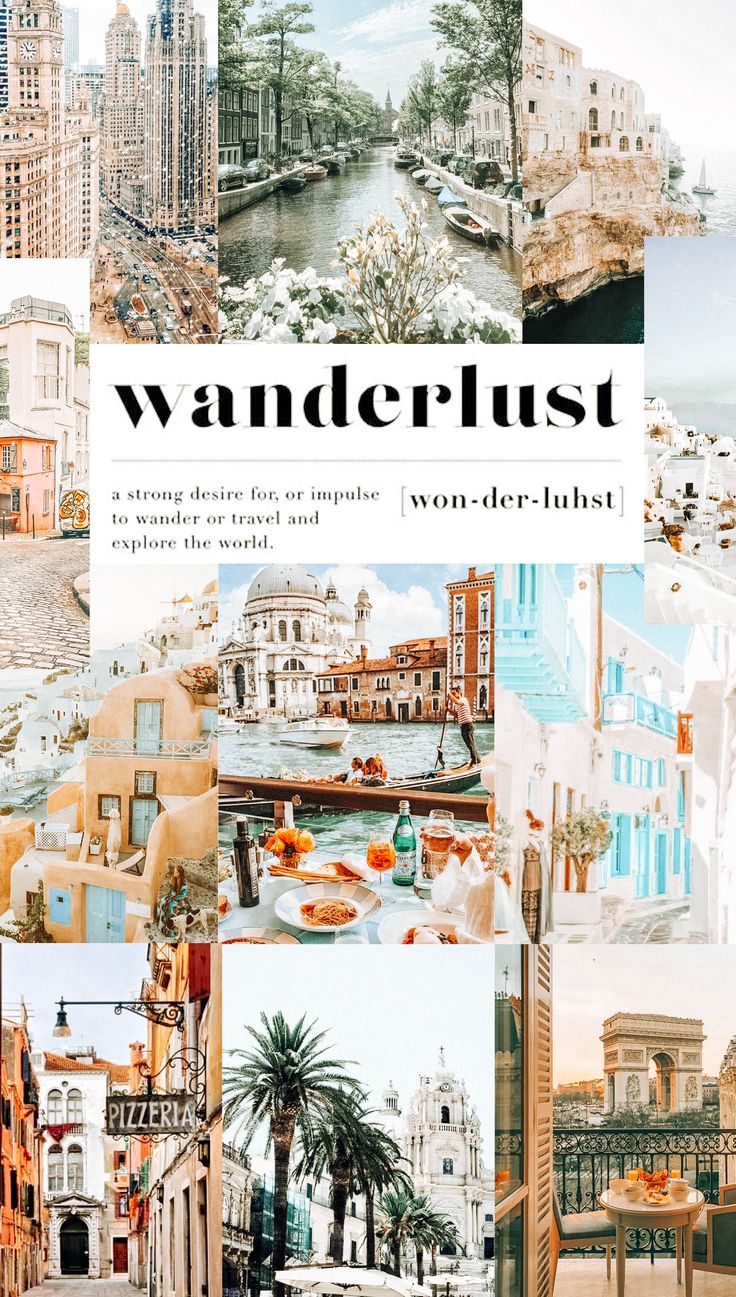 wanderlust
a strong desire for, or impulse
to wander or travel and
explore the world.
[won-der-luhst]
PIZZERIA